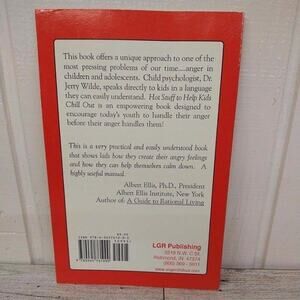 This book offers a unique approach to one of the
most pressing problems of our time....anger in
children and adolescents. Child psychologist, Dr.
Jerry Wilde, speaks directly to kids in a language
they can easily understand. Hot Stuff to Help Kids
Chill Out is an empowering book designed to
encourage today's youth to handle their anger
before their anger handles them!
This is a very practical and easily understood book
that shows kids how they create their angry feelings
and how they can help themselves calm down. A
highly useful manual.
Albert Ellis, Ph.D., President
Albert Ellis Institute, New York
Author of: A Guide to Rational Living
LGR Publishing
Richmond, IN. 47374